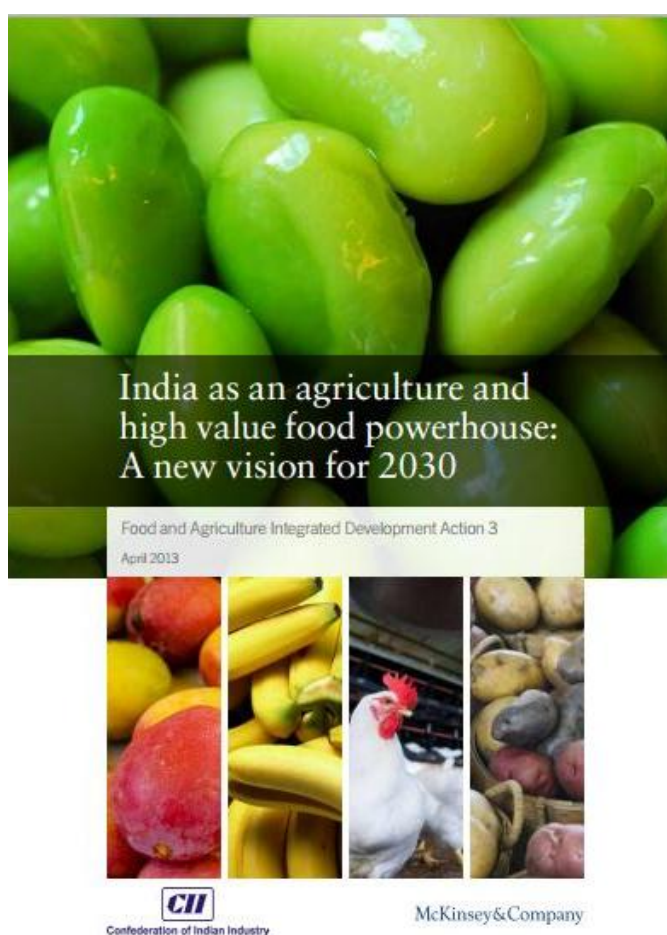 India as an agriculture and
high value food powerhouse:
A new vision for 2030
Food and Agriculture Integrated Development Action 3
April 2013
CII
Confederation of Indian Industry
McKinsey&Company